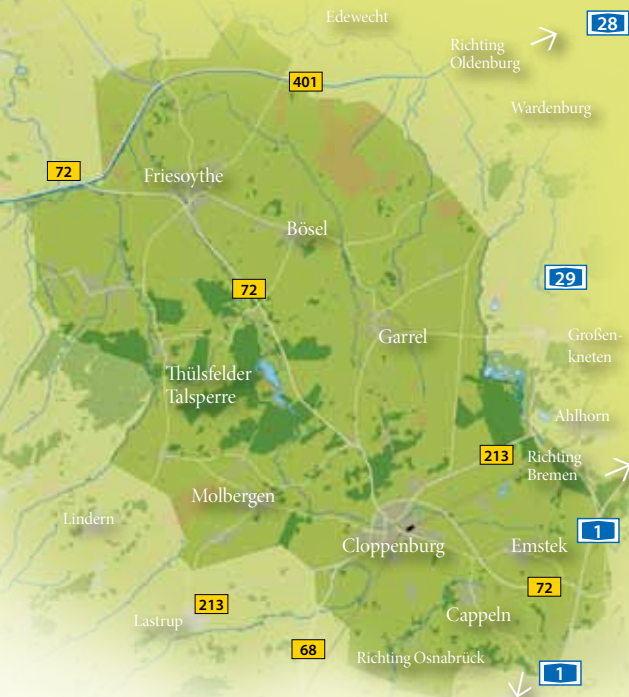 Edewecht
28
Richting
Oldenburg
401
Wardenburg
72
Friesoythe
Bösel
29
72
Garrel
Großen-
kneten
Thülsfelder
Talsperre
Ahlhorn
213
Richting
Bremen
Molbergen
Lindern
1
Cloppenburg
Emstek
72
213
Cappeln
Lastrup
68
Richting Osnabrück
1